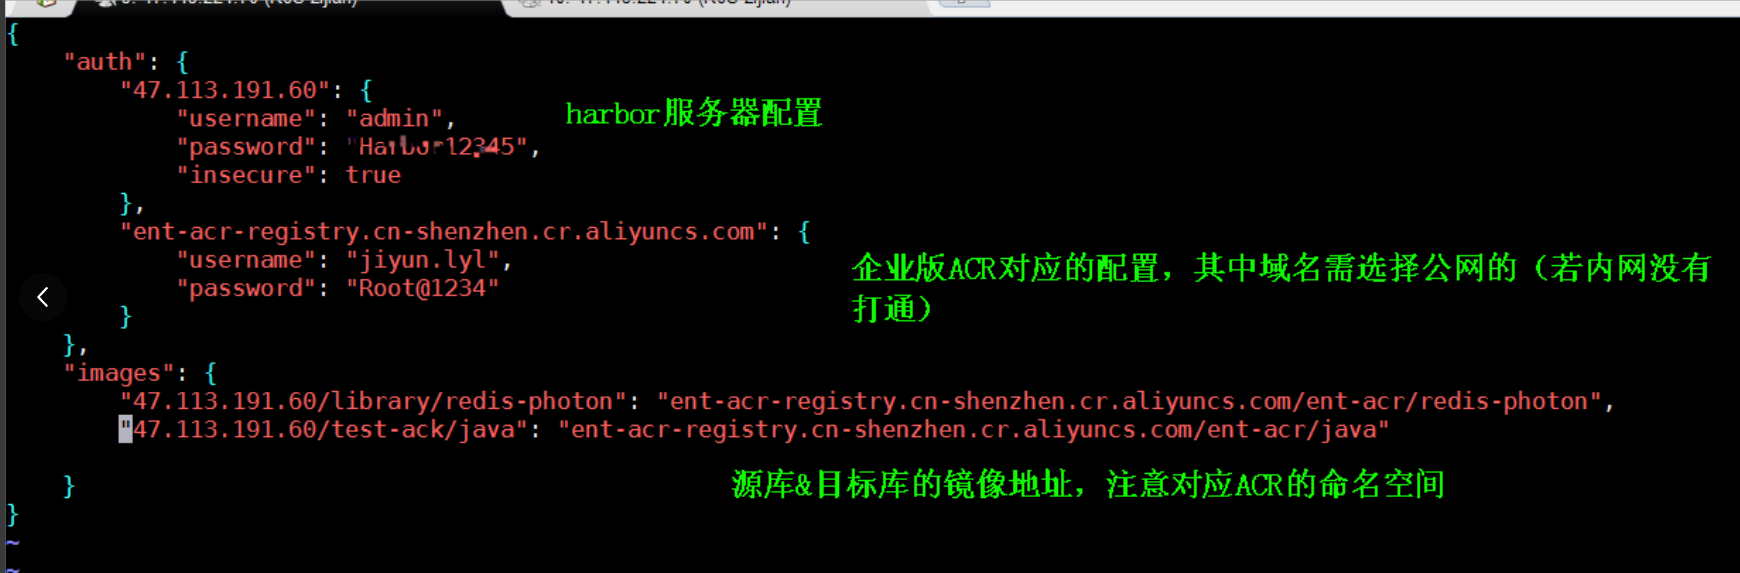 {
"auth": {
"47.113.191.60": {
"username": "admin",
harbor服务器配置
"password": "Harbor12345",
"insecure": true
},
"ent-acr-registry.cn-shenzhen.cr.aliyuncs.com": {
"username": "jiyun.lyl",
"password": "Root@1234"
企业版ACR对应的配置，其中域名需选择公网的（若内网没有
打通）
}
},
"images": {
"47.113.191.60/library/redis-photon": "ent-acr-registry.cn-shenzhen.cr.aliyuncs.com/ent-acr/redis-photon",
"47.113.191.60/test-ack/java": "ent-acr-registry.cn-shenzhen.cr.aliyuncs.com/ent-acr/java"
源库&目标库的镜像地址，注意对应ACR的命名空间
}
}
~
~